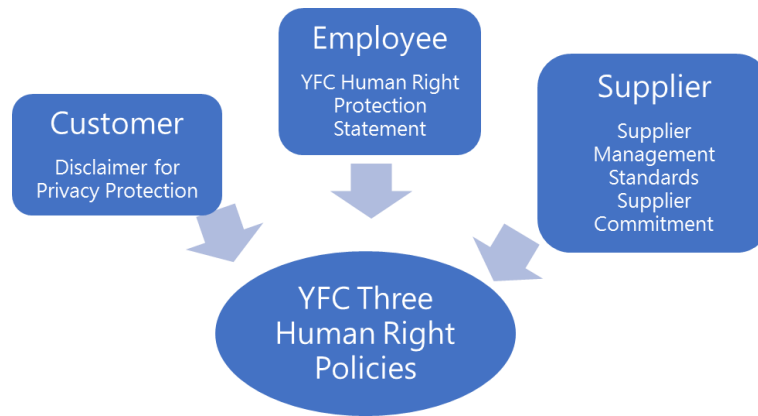 Customer
Disclaimer for
Privacy Protection
Employee
YFC Human Right
Protection
Statement
Supplier
Supplier
Management
Standards
Supplier
Commitment
YFC Three
Human Right
Policies